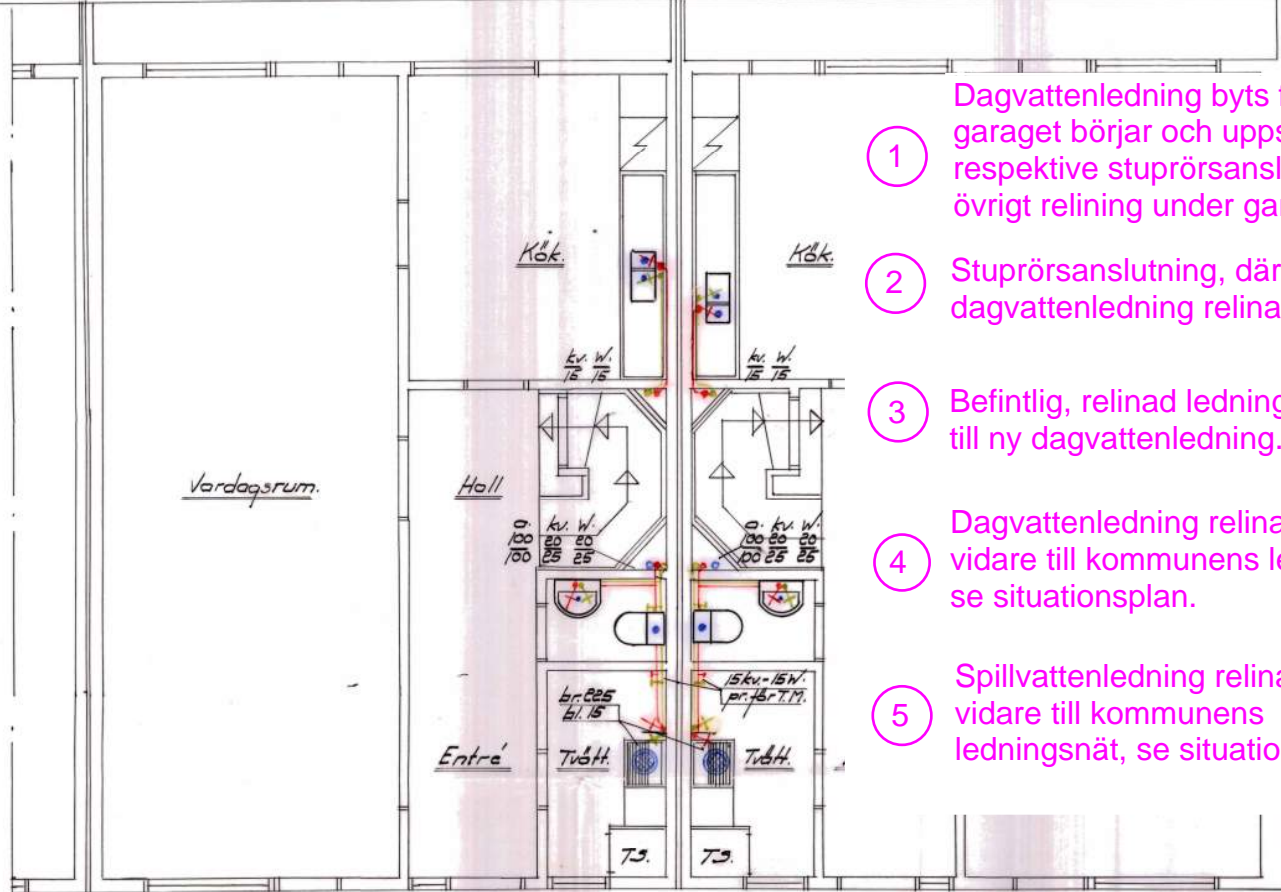 Kök.
Kök.
kv. W.
15 15
kv. W.
15 15
Vardagsrum.
Hall
a. kv. W.
100 20 20
100 25 25
a. kv. W.
100 20 20
100 25 25
br. 225
bl. 15
15kv.-15W.
pr. för T.M.
Entré
Tvätt.
Tvätt.
T.S.
T.S.
1
Dagvattenledning byts
garaget börjar och upps
respektive stuprörsansl
övrigt relining under ga
2
Stuprörsanslutning, där
dagvattenledning relina
3
Befintlig, relinad ledning
till ny dagvattenledning.
4
Dagvattenledning relina
vidare till kommunens le
se situationsplan.
5
Spillvattenledning relina
vidare till kommunens
ledningsnät, se situatio